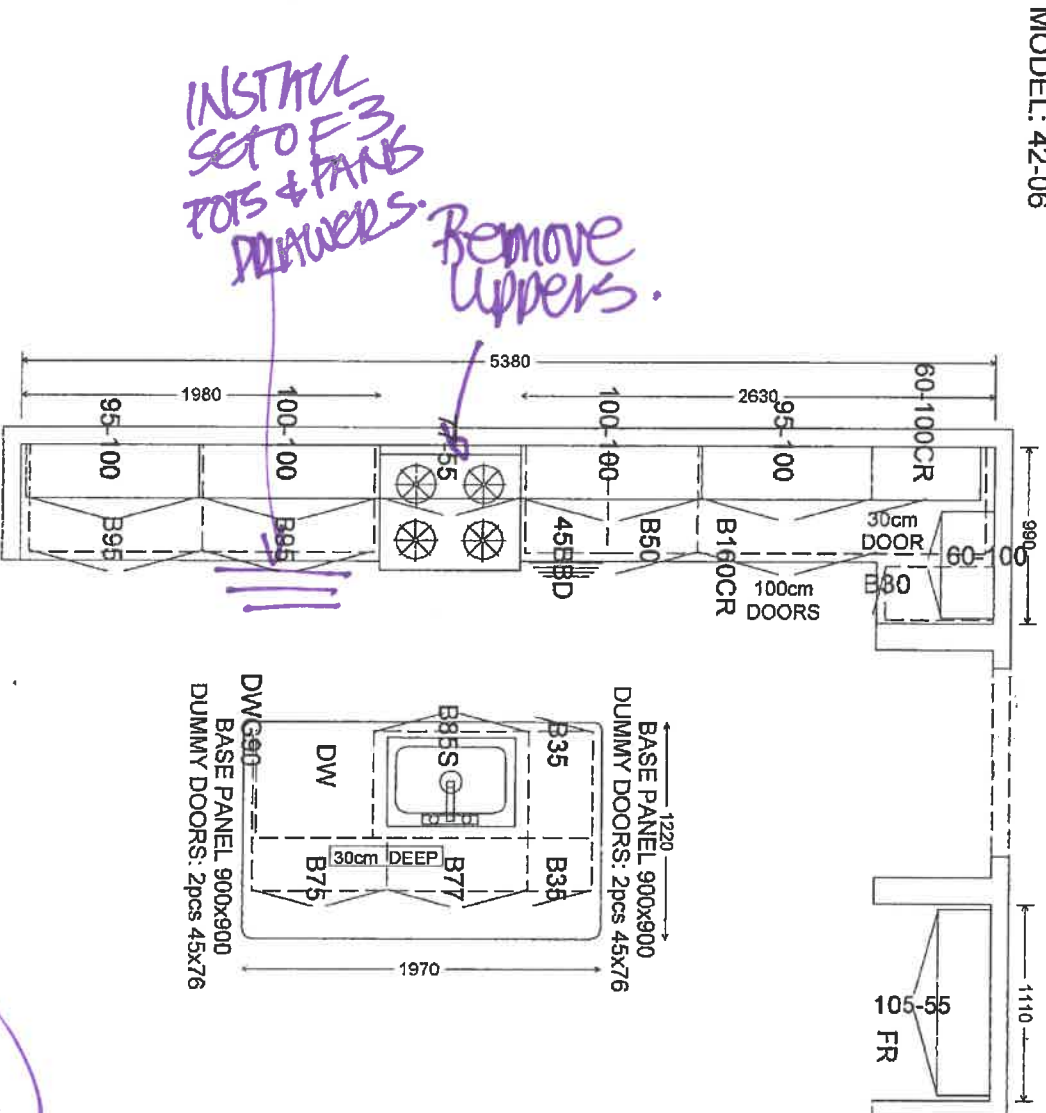 MODEL: 42-06
INSTALL
SET OF 3
POTS & PANS
DRAWERS.
Remove
Uppers.
5380
1980
2630
95-100
100-100
100-100
95-100
60-100CR
B95
B95
45BBD
B50
B160CR
30cm
DOOR
60-100
B30
100cm
DOORS
990
DWG90
BASE PANEL 900x900
DUMMY DOORS: 2pcs 45x76
DW
B85S
B35
BASE PANEL 900x900
DUMMY DOORS: 2pcs 45x76
1220
30cm DEEP
B75
B77
B35
1970
105-55
FR
1110